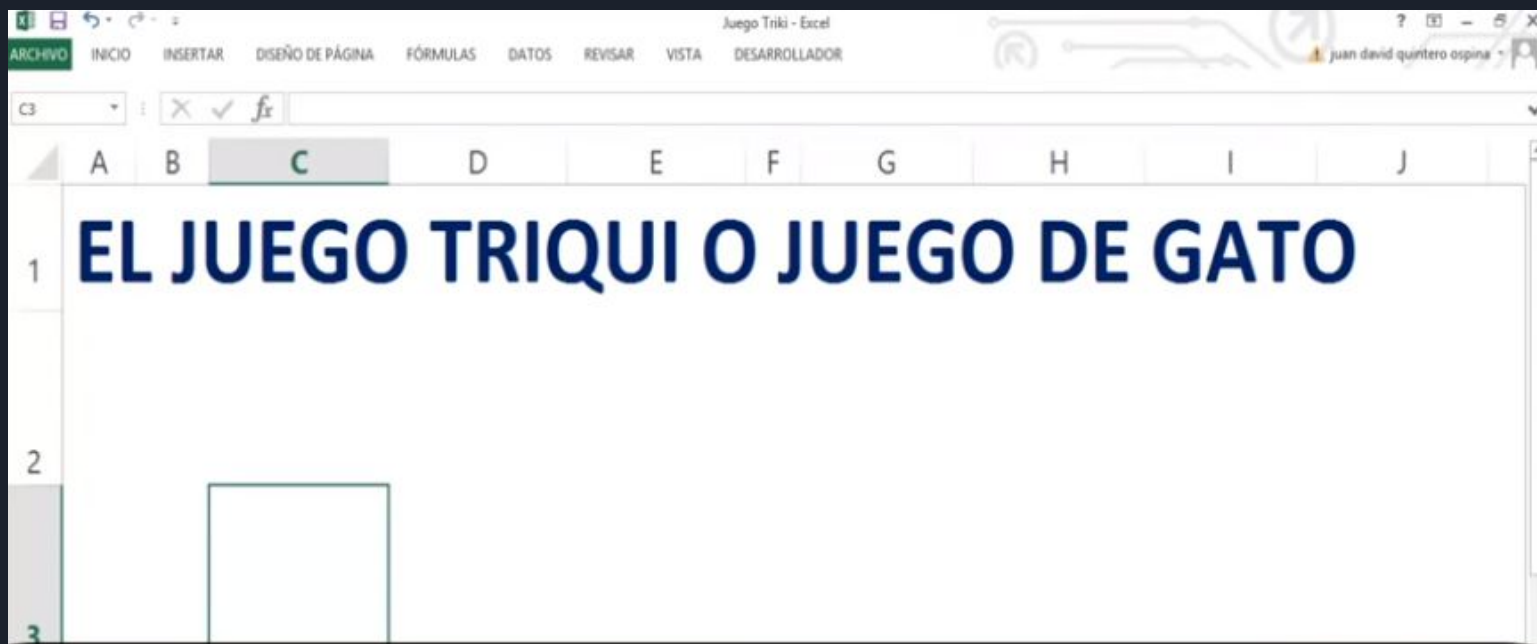 Juego Triki - Excel
?
ARCHIVO INICIO INSERTAR DISEÑO DE PÁGINA FÓRMULAS DATOS REVISAR VISTA DESARROLLADOR
juan david quintero ospina
C3 fx
A B C D E F G H I J
1 EL JUEGO TRIQUI O JUEGO DE GATO
2
3